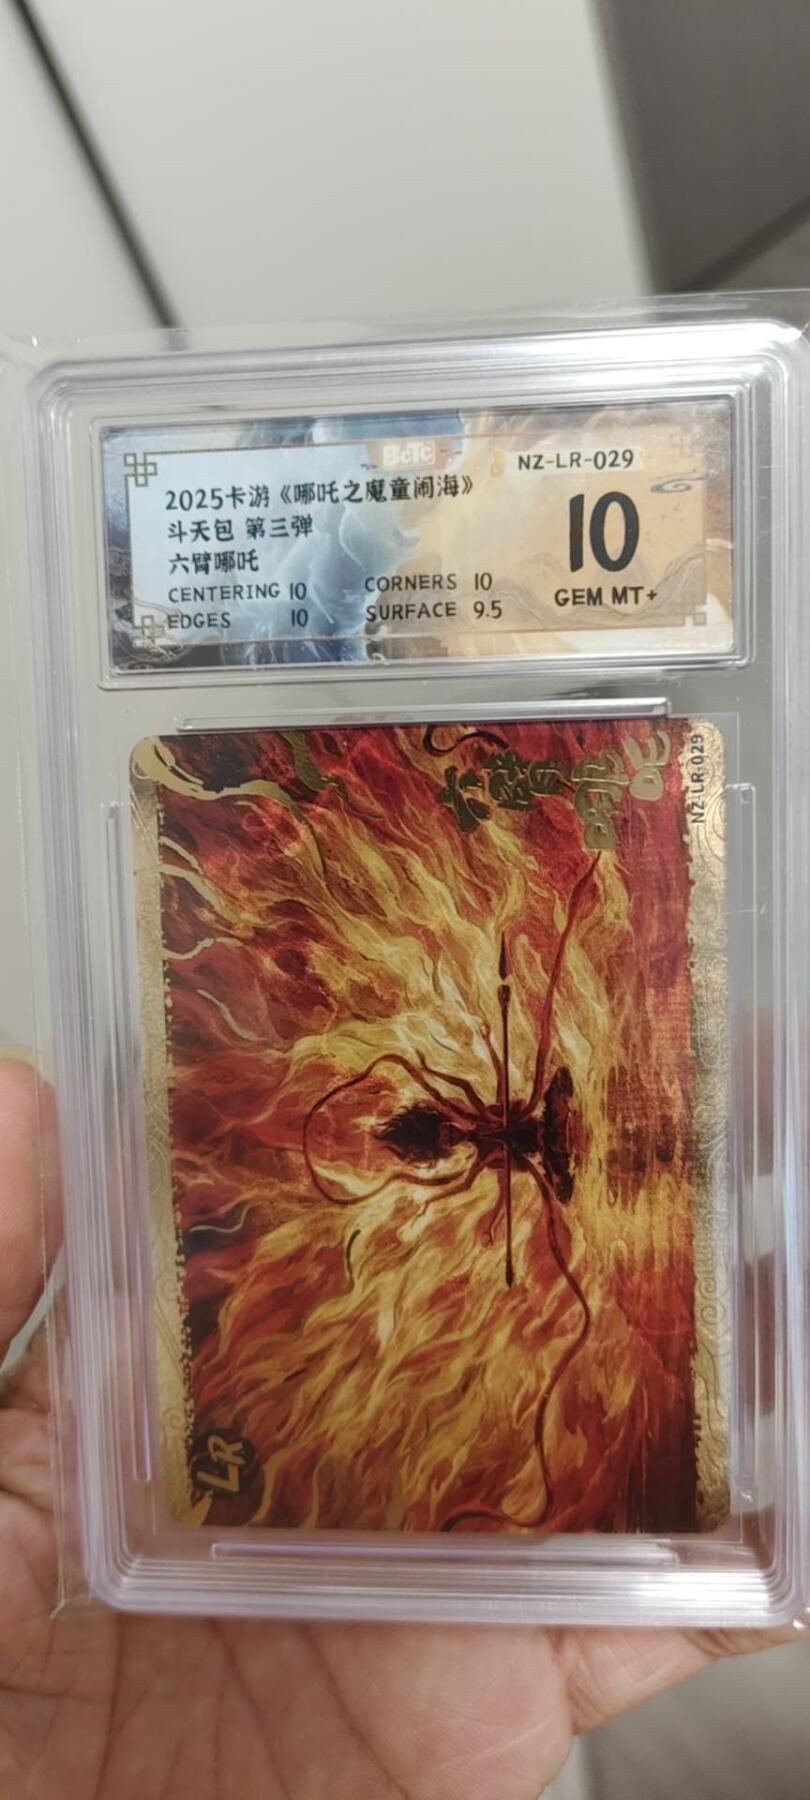 BCTC
NZ-LR-029
2025卡游《哪吒之魔童闹海》
斗天包 第三弹
六臂哪吒
CENTERING 10 CORNERS 10
EDGES 10 SURFACE 9.5
10
GEM MT+
六臂哪吒
NZ-LR-029
LR